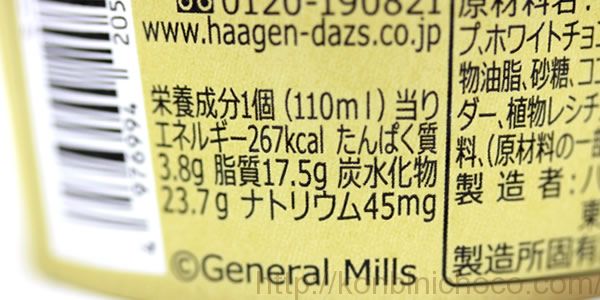 0120-190821
www.haagen-dazs.co.jp
栄養成分1個(110ml)当り
エネルギー267kcal たんぱく質
3.8g 脂質17.5g 炭水化物
23.7g ナトリウム45mg
©General Mills
4 976994 205
原材料名:
プ、ホワイトチョコ
物油脂、砂糖、ココ
ダー、植物レシチ
料、(原材料の一部
製造者:ハ
東
製造所固有
http://konbinichoco.com/